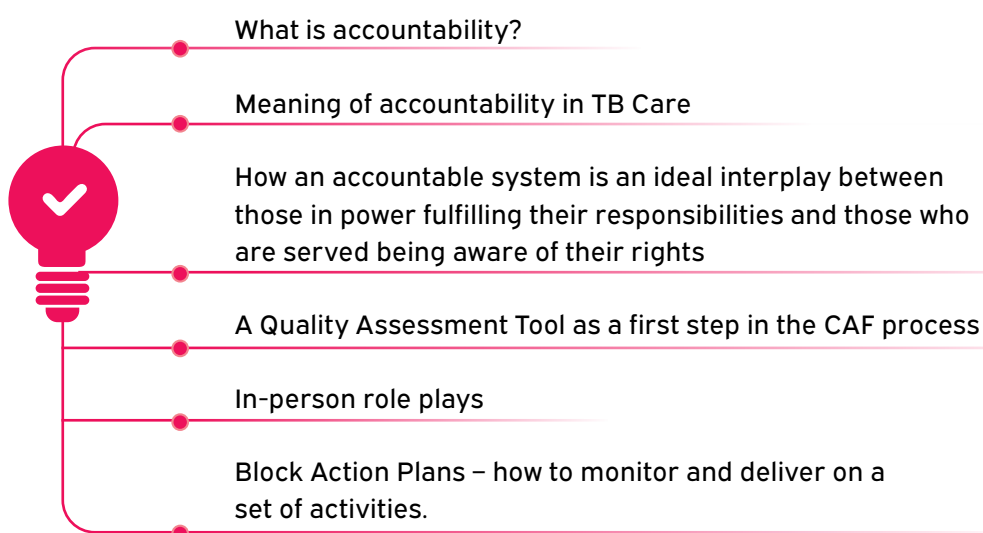 What is accountability?
Meaning of accountability in TB Care
How an accountable system is an ideal interplay between
those in power fulfilling their responsibilities and those who
are served being aware of their rights
A Quality Assessment Tool as a first step in the CAF process
In-person role plays
Block Action Plans – how to monitor and deliver on a
set of activities.